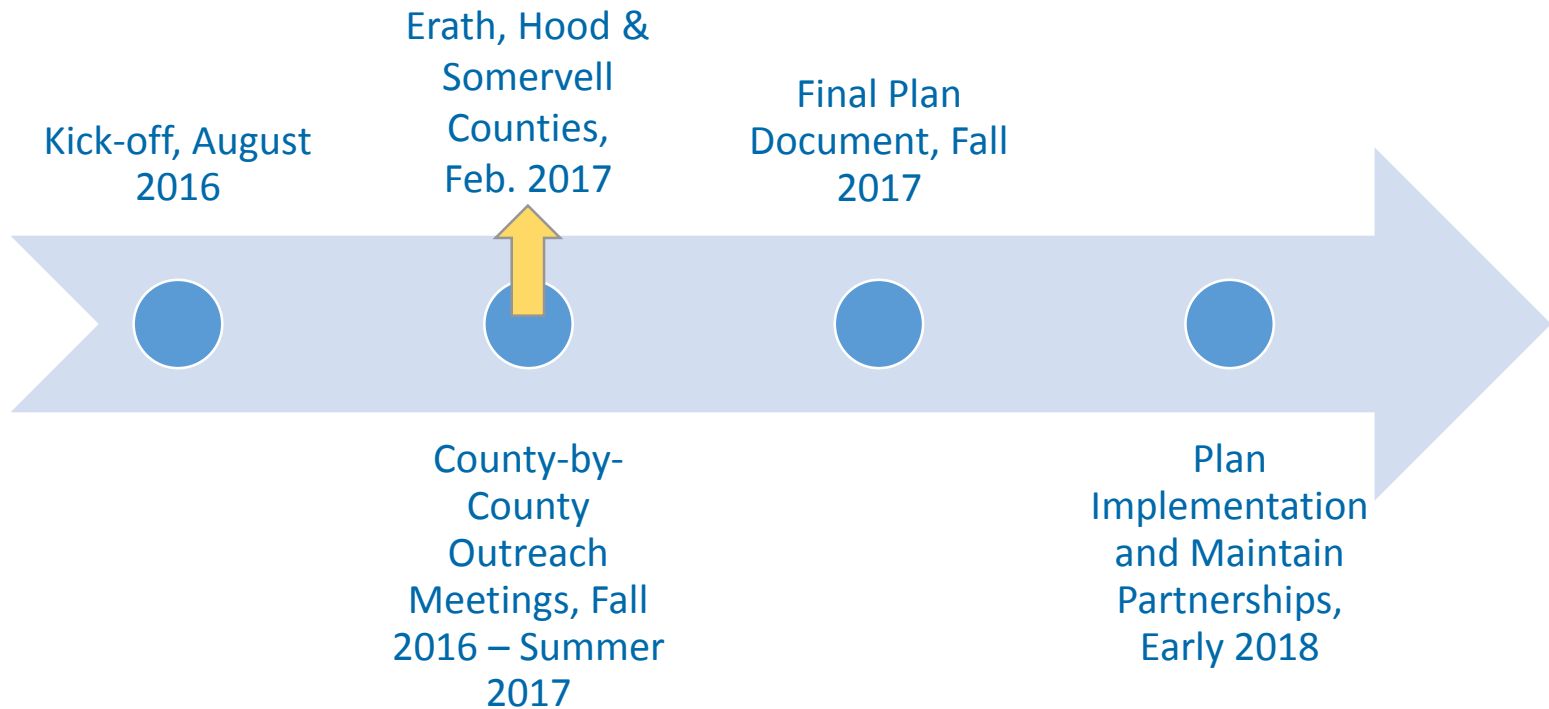 Kick-off, August
2016
Erath, Hood &
Somervell
Counties,
Feb. 2017
County-by-
County
Outreach
Meetings, Fall
2016 – Summer
2017
Final Plan
Document, Fall
2017
Plan
Implementation
and Maintain
Partnerships,
Early 2018